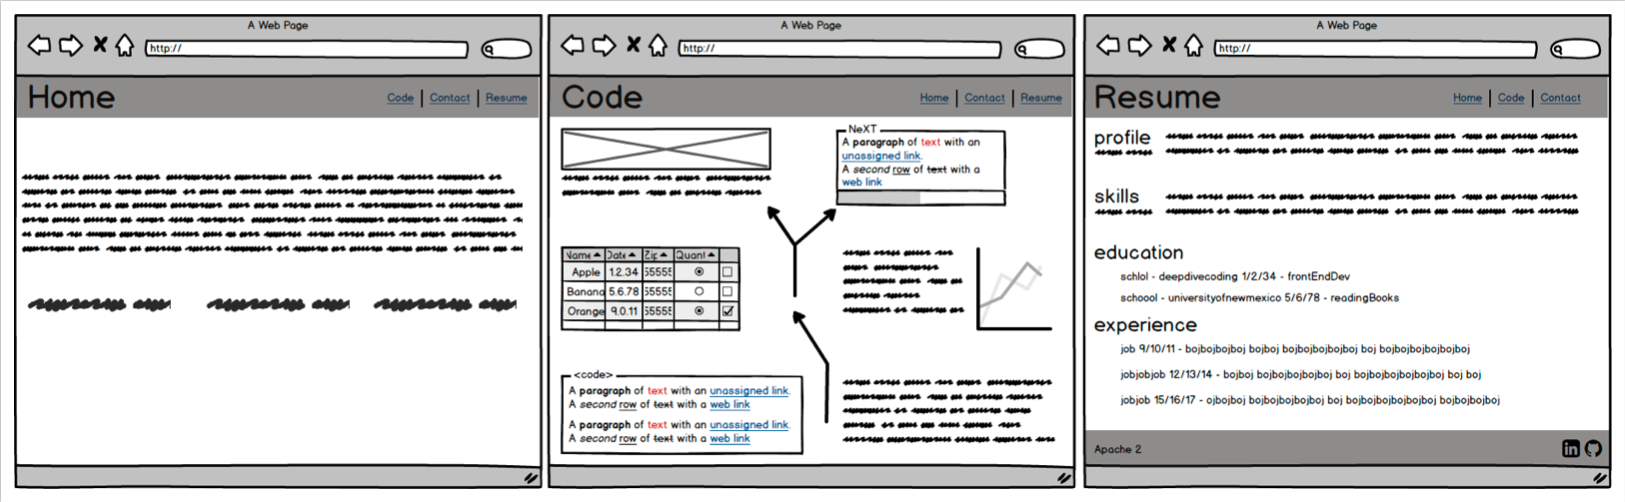 A Web Page
http://
Home
Code | Contact | Resume
A Web Page
http://
Code
Home | Contact | Resume
NeXT
A paragraph of text with an
unassigned link.
A second row of text with a
web link
Name Date Zip Quant
Apple 1.2.34 55555
Banana 5.6.78 55555
Orange 9.0.11 55555
<code>
A paragraph of text with an unassigned link.
A second row of text with a web link
A paragraph of text with an unassigned link.
A second row of text with a web link
A Web Page
http://
Resume
Home | Code | Contact
profile
skills
education
schlol - deepdivecoding 1/2/34 - frontEndDev
schoool - universityofnewmexico 5/6/78 - readingBooks
experience
job 9/10/11 - bojbojbojboj bojboj bojbojbojbojboj boj bojbojbojbojbojboj
jobjobjob 12/13/14 - bojboj bojbojbojbojboj boj bojbojbojbojbojboj boj boj
jobjob 15/16/17 - ojbojboj bojbojbojbojboj boj bojbojbojbojbojboj bojbojbojboj
Apache 2
in